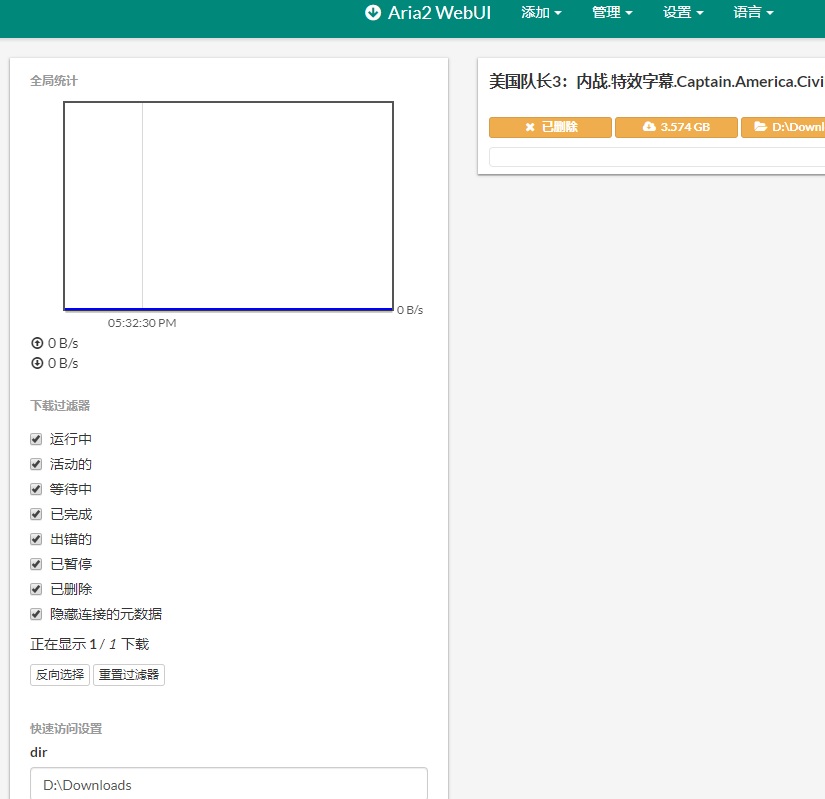 Aria2 WebUI 添加 管理 设置 语言
全局统计
0 B/s
05:32:30 PM
0 B/s
0 B/s
下载过滤器
运行中
活动的
等待中
已完成
出错的
已暂停
已删除
隐藏连接的元数据
正在显示 1 / 1 下载
反向选择 重置过滤器
快速访问设置
dir
D:\Downloads
美国队长3：内战.特效字幕.Captain.America.Civi
已删除 3.574 GB D:\Downl